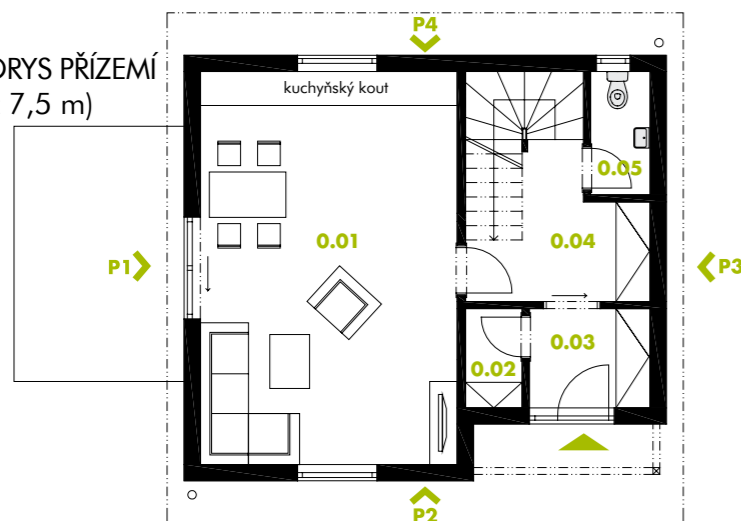 P4
ORYS PŘÍZEMÍ
7,5 m)
kuchyňský kout
0.05
0.01
0.04
P1
P3
0.03
0.02
P2